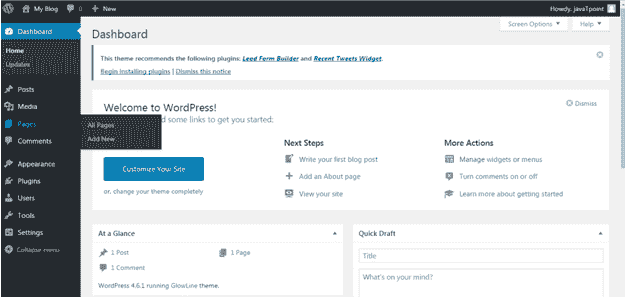 My Blog 0 + New Howdy, javaTpoint
Screen Options Help
Dashboard
Home
Updates
Posts
Media
Pages
All Pages
Add New
Comments
Appearance
Plugins
Users
Tools
Settings
Collapse menu
Dashboard
This theme recommends the following plugins: Lead Form Builder and Recent Tweets Widget.
Begin installing plugins | Dismiss this notice
Welcome to WordPress!
Dismiss
d some links to get you started:
Customize Your Site
or, change your theme completely
Next Steps
Write your first blog post
Add an About page
View your site
More Actions
Manage widgets or menus
Turn comments on or off
Learn more about getting started
At a Glance
1 Post 1 Page
1 Comment
WordPress 4.6.1 running GlowLine theme.
Quick Draft
Title
What's on your mind?